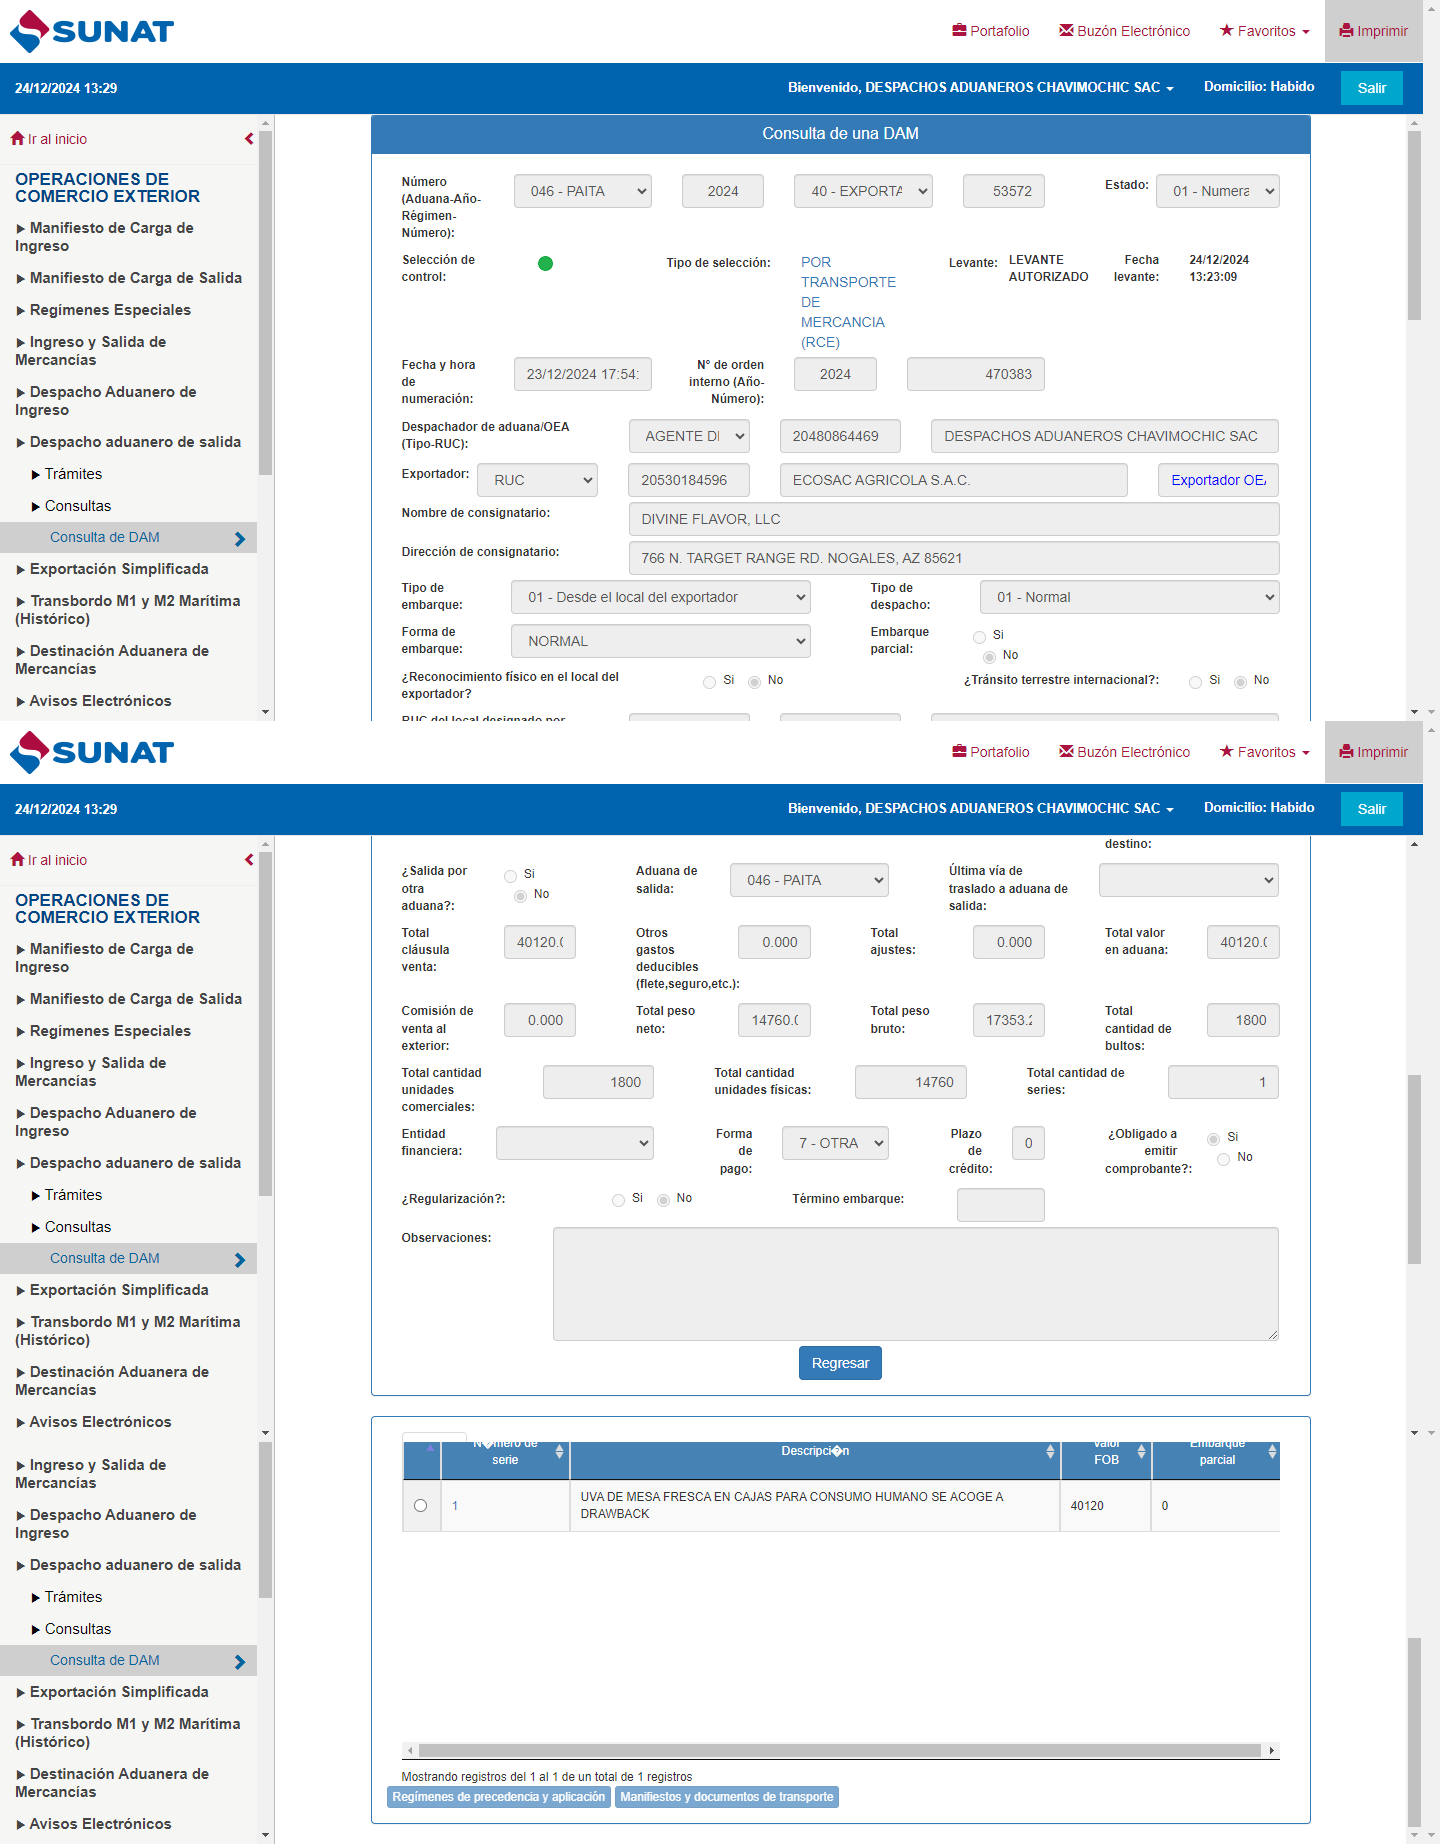 SUNAT
Portafolio
Buzón Electrónico
Favoritos
Imprimir
24/12/2024 13:29
Bienvenido, DESPACHOS ADUANEROS CHAVIMOCHIC SAC
Domicilio: Habido
Salir
Ir al inicio
OPERACIONES DE
COMERCIO EXTERIOR
Manifiesto de Carga de
Ingreso
Manifiesto de Carga de Salida
Regímenes Especiales
Ingreso y Salida de
Mercancías
Despacho Aduanero de
Ingreso
Despacho aduanero de salida
Trámites
Consultas
Consulta de DAM
Exportación Simplificada
Transbordo M1 y M2 Marítima
(Histórico)
Destinación Aduanera de
Mercancías
Avisos Electrónicos
Consulta de una DAM
Número
(Aduana-Año-
Régimen-
Número):
046 - PAITA
2024
40 - EXPORTA
53572
Estado:
01 - Numera
Selección de
control:
Tipo de selección:
POR
TRANSPORTE
DE
MERCANCIA
(RCE)
Levante:
LEVANTE
AUTORIZADO
Fecha
levante:
24/12/2024
13:23:09
Fecha y hora
de
numeración:
23/12/2024 17:54:
N° de orden
interno (Año-
Número):
2024
470383
Despachador de aduana/OEA
(Tipo-RUC):
AGENTE DI
20480864469
DESPACHOS ADUANEROS CHAVIMOCHIC SAC
Exportador:
RUC
20530184596
ECOSAC AGRICOLA S.A.C.
Exportador OE
Nombre de consignatario:
DIVINE FLAVOR, LLC
Dirección de consignatario:
766 N. TARGET RANGE RD. NOGALES, AZ 85621
Tipo de
embarque:
01 - Desde el local del exportador
Tipo de
despacho:
01 - Normal
Forma de
embarque:
NORMAL
Embarque
parcial:
Si
No
¿Reconocimiento físico en el local del
exportador?
Si
No
¿Tránsito terrestre internacional?:
Si
No
RUC del local designado por
SUNAT
Portafolio
Buzón Electrónico
Favoritos
Imprimir
24/12/2024 13:29
Bienvenido, DESPACHOS ADUANEROS CHAVIMOCHIC SAC
Domicilio: Habido
Salir
Ir al inicio
OPERACIONES DE
COMERCIO EXTERIOR
Manifiesto de Carga de
Ingreso
Manifiesto de Carga de Salida
Regímenes Especiales
Ingreso y Salida de
Mercancías
Despacho Aduanero de
Ingreso
Despacho aduanero de salida
Trámites
Consultas
Consulta de DAM
Exportación Simplificada
Transbordo M1 y M2 Marítima
(Histórico)
Destinación Aduanera de
Mercancías
Avisos Electrónicos
destino:
¿Salida por
otra
aduana?:
Si
No
Aduana de
salida:
046 - PAITA
Última vía de
traslado a aduana de
salida:
Total
cláusula
venta:
40120.0
Otros
gastos
deducibles
(flete,seguro,etc.):
0.000
Total
ajustes:
0.000
Total valor
en aduana:
40120.0
Comisión de
venta al
exterior:
0.000
Total peso
neto:
14760.0
Total peso
bruto:
17353.2
Total
cantidad de
bultos:
1800
Total cantidad
unidades
comerciales:
1800
Total cantidad
unidades físicas:
14760
Total cantidad de
series:
1
Entidad
financiera:
Forma
de
pago:
7 - OTRA
Plazo
de
crédito:
0
¿Obligado a
emitir
comprobante?:
Si
No
¿Regularización?:
Si
No
Término embarque:
Observaciones:
Regresar
Ingreso y Salida de
Mercancías
Despacho Aduanero de
Ingreso
Despacho aduanero de salida
Trámites
Consultas
Consulta de DAM
Exportación Simplificada
Transbordo M1 y M2 Marítima
(Histórico)
Destinación Aduanera de
Mercancías
Avisos Electrónicos
N�mero de
serie
Descripci�n
Valor
FOB
Embarque
parcial
1
UVA DE MESA FRESCA EN CAJAS PARA CONSUMO HUMANO SE ACOGE A
DRAWBACK
40120
0
Mostrando registros del 1 al 1 de un total de 1 registros
Regímenes de precedencia y aplicación
Manifiestos y documentos de transporte